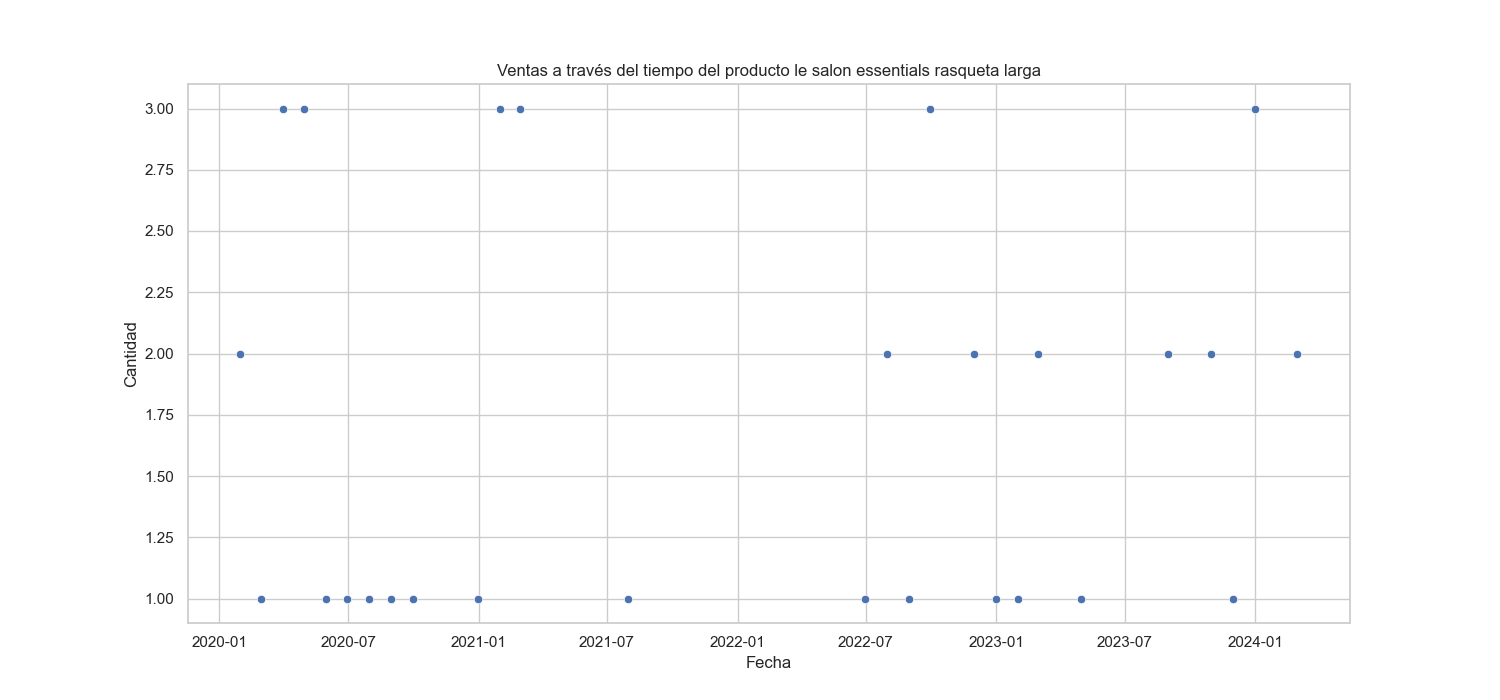 Ventas a través del tiempo del producto le salon essentials rasqueta larga
3.00
2.75
2.50
2.25
2.00
1.75
1.50
1.25
1.00
Cantidad
2020-01 2020-07 2021-01 2021-07 2022-01 2022-07 2023-01 2023-07 2024-01
Fecha